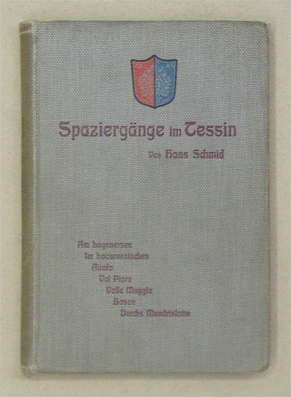 Spaziergänge im Tessin
Von Hans Schmid
Am Luganersee
Im Locarnesischen
Airolo
Val Piora
Valle Maggia
Bosco
Durchs Mendrisiotto